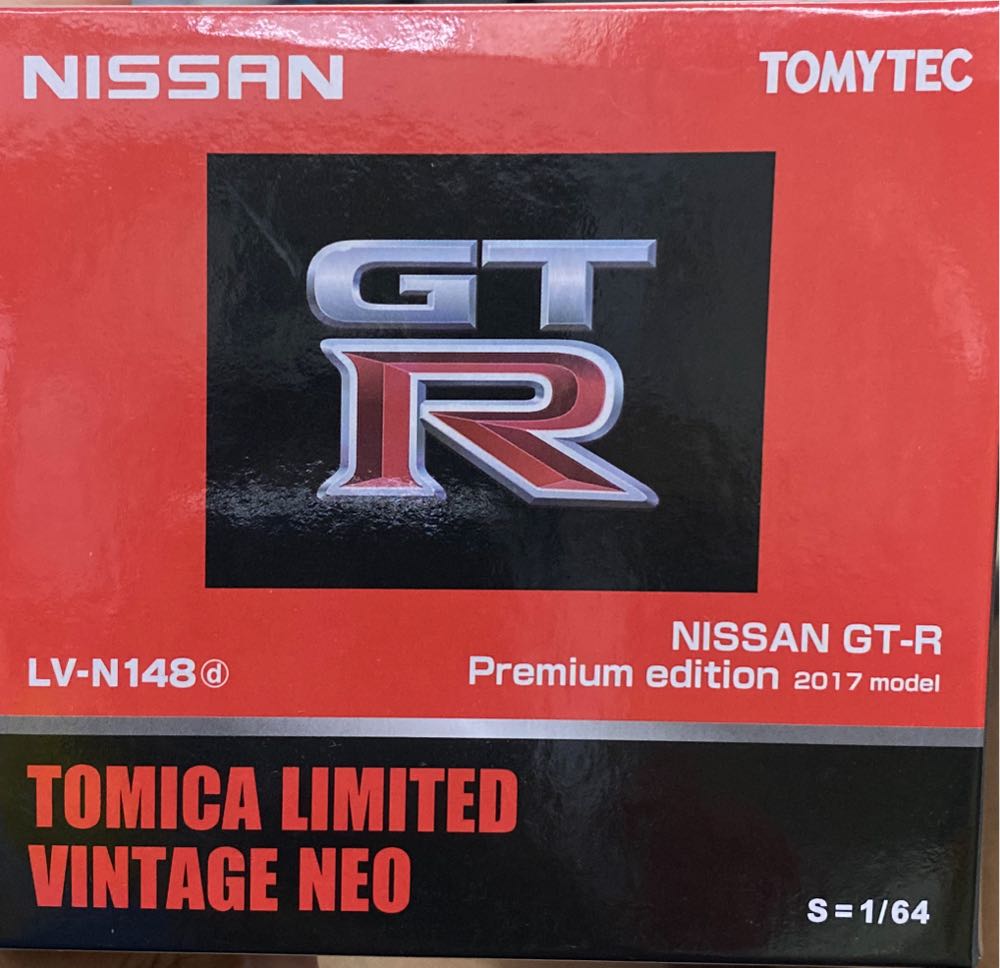 NISSAN
TOMYTEC
GT
R
NISSAN GT-R
LV-N148ⓓ
Premium edition 2017 model
TOMICA LIMITED
VINTAGE NEO
S=1/64